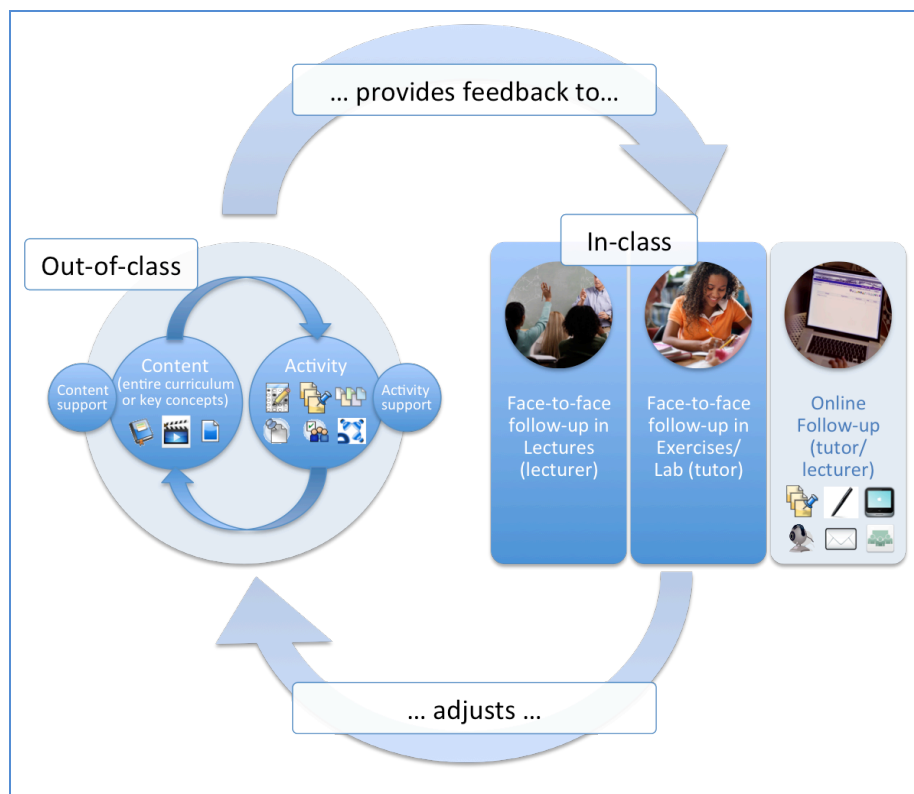 ... provides feedback to...
In-class
Out-of-class
Content
(entire curriculum
or key concepts)
Activity
Content
support
Activity
support
Face-to-face
follow-up in
Lectures
(lecturer)
Face-to-face
follow-up in
Exercises/
Lab (tutor)
Online
Follow-up
(tutor/
lecturer)
... adjusts ...